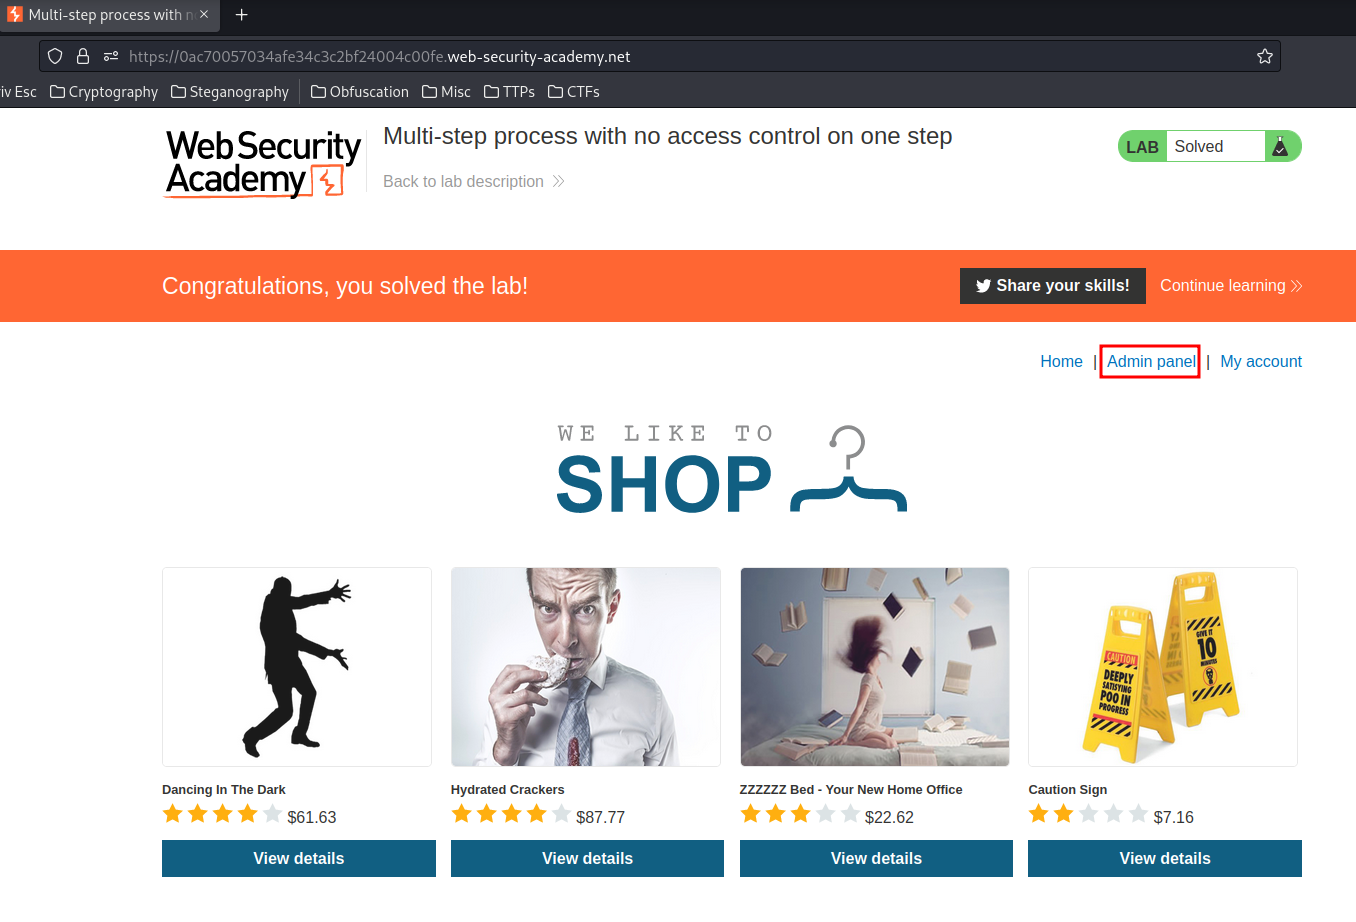 Multi-step process with n
https://0ac70057034afe34c3c2bf24004c00fe.web-security-academy.net
iv Esc Cryptography Steganography Obfuscation Misc TTPs CTFs
Web Security
Academy
Multi-step process with no access control on one step
Back to lab description
LAB Solved
Congratulations, you solved the lab!
Share your skills!
Continue learning
Home | Admin panel | My account
WE LIKE TO
SHOP
CAUTION
DEEPLY
SATISFYING
POO IN
PROGRESS
GIVE IT
10
MINUTES
Dancing In The Dark
$61.63
View details
Hydrated Crackers
$87.77
View details
ZZZZZZ Bed - Your New Home Office
$22.62
View details
Caution Sign
$7.16
View details